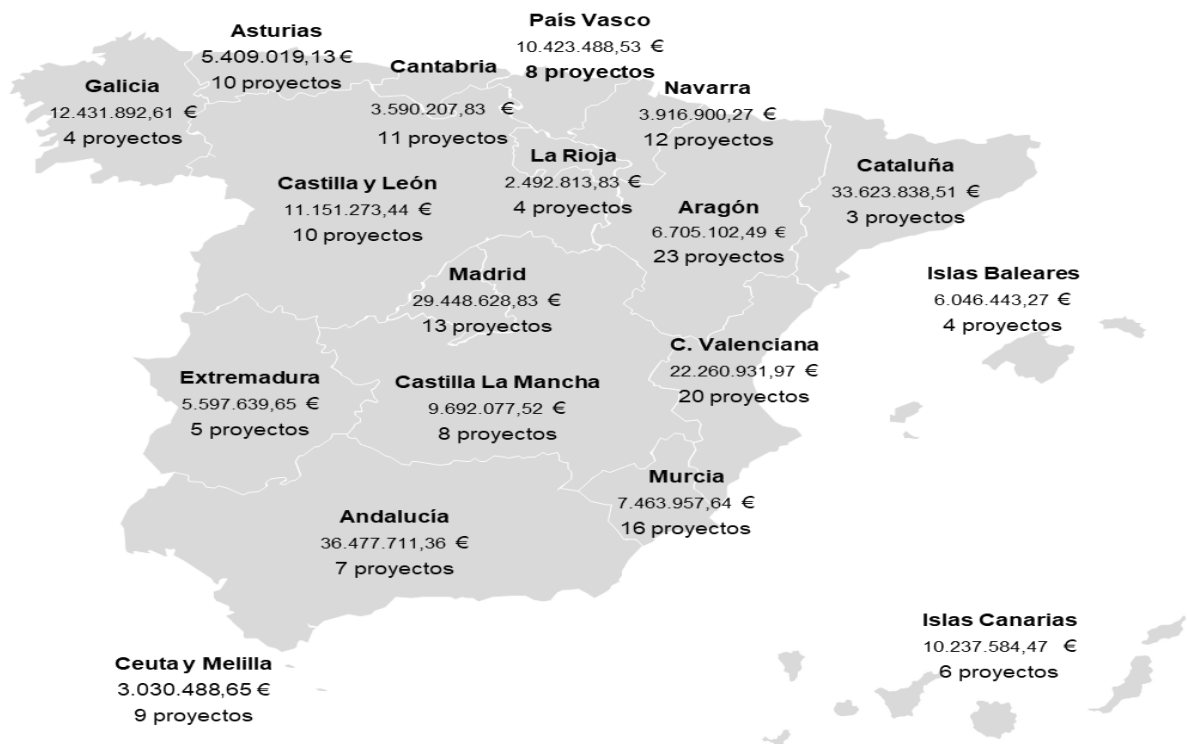 País Vasco
10.423.488,53 €
8 proyectos
Asturias
5.409.019,13 €
10 proyectos
Cantabria
3.590.207,83 €
11 proyectos
Galicia
12.431.892,61 €
4 proyectos
Navarra
3.916.900,27 €
12 proyectos
La Rioja
2.492.813,83 €
4 proyectos
Cataluña
33.623.838,51 €
3 proyectos
Castilla y León
11.151.273,44 €
10 proyectos
Aragón
6.705.102,49 €
23 proyectos
Madrid
29.448.628,83 €
13 proyectos
Islas Baleares
6.046.443,27 €
4 proyectos
C. Valenciana
22.260.931,97 €
20 proyectos
Extremadura
5.597.639,65 €
5 proyectos
Castilla La Mancha
9.692.077,52 €
8 proyectos
Murcia
7.463.957,64 €
16 proyectos
Andalucía
36.477.711,36 €
7 proyectos
Islas Canarias
10.237.584,47 €
6 proyectos
Ceuta y Melilla
3.030.488,65 €
9 proyectos